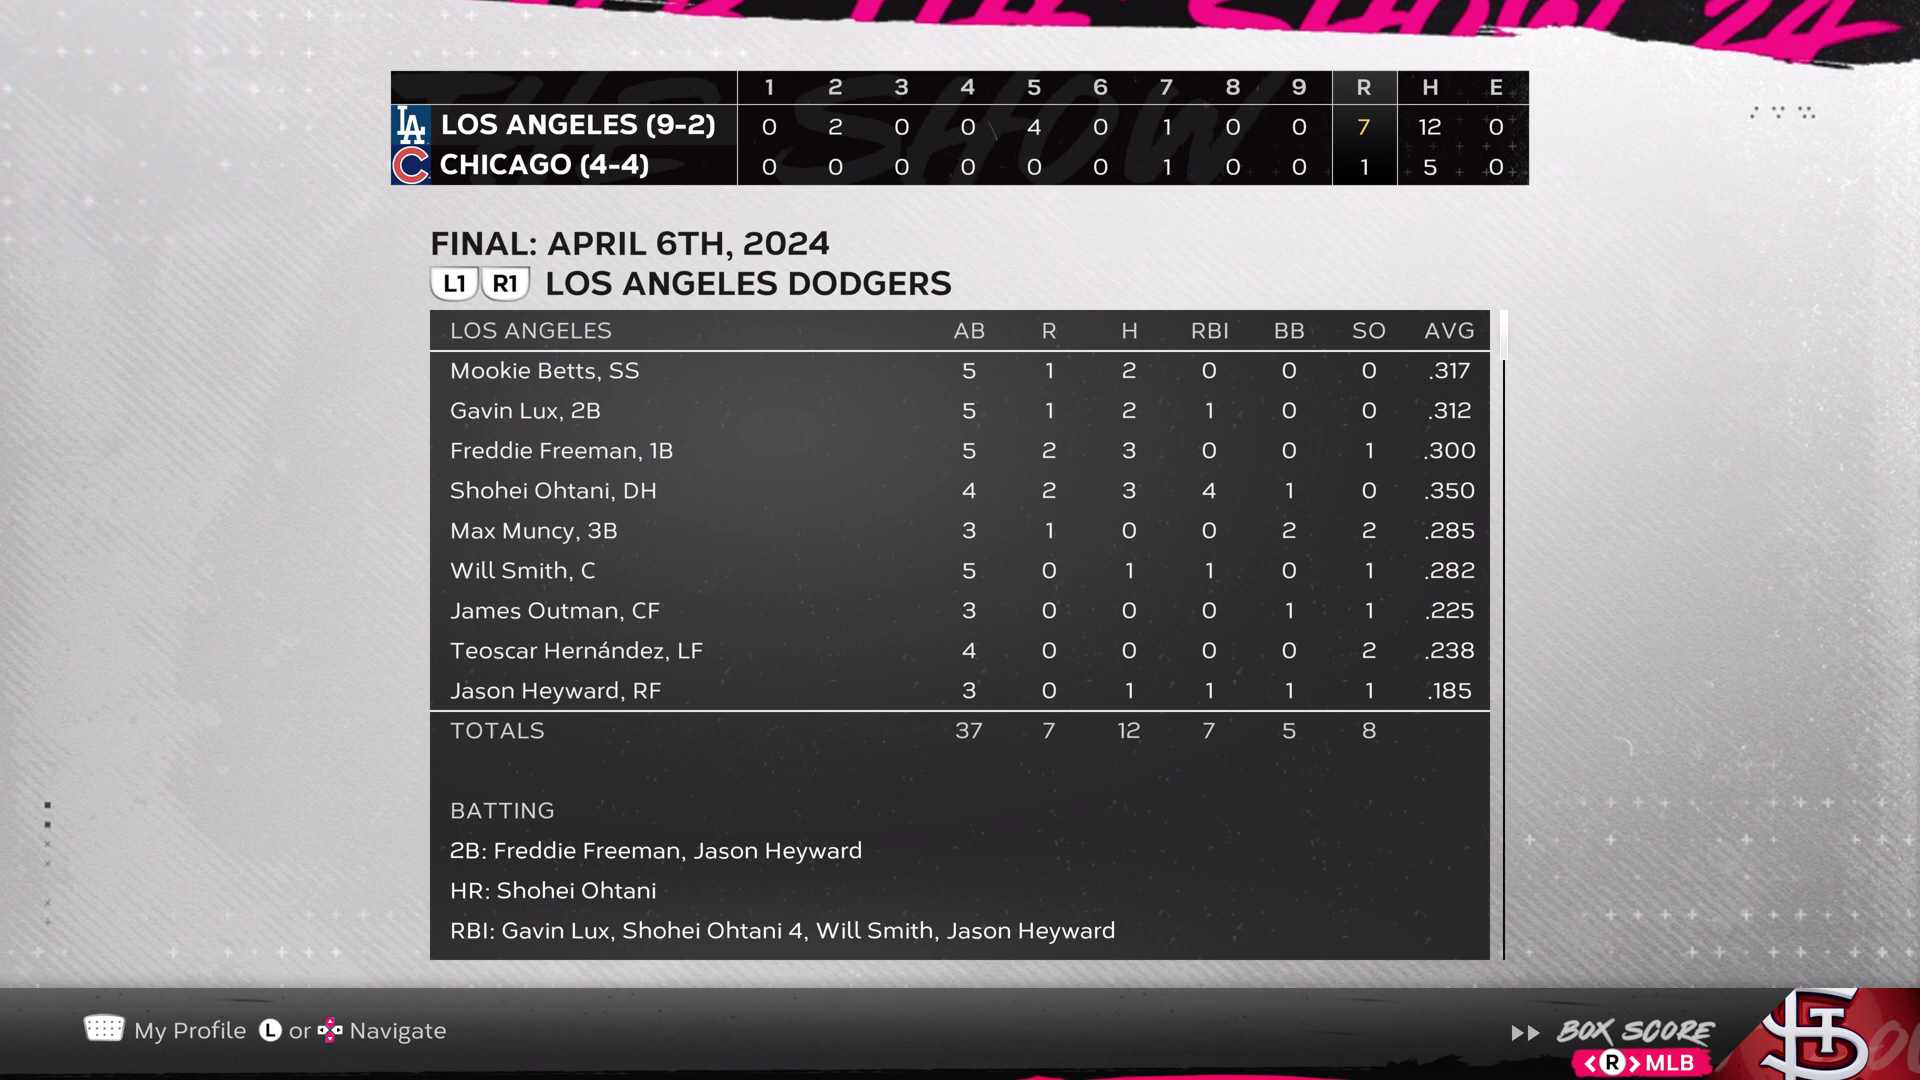 THE SHOW 24
1 2 3 4 5 6 7 8 9 R H E
LOS ANGELES (9-2) 0 2 0 0 4 0 1 0 0 7 12 0
CHICAGO (4-4) 0 0 0 0 0 0 1 0 0 1 5 0
FINAL: APRIL 6TH, 2024
L1 R1 LOS ANGELES DODGERS
LOS ANGELES AB R H RBI BB SO AVG
Mookie Betts, SS 5 1 2 0 0 0 .317
Gavin Lux, 2B 5 1 2 1 0 0 .312
Freddie Freeman, 1B 5 2 3 0 0 1 .300
Shohei Ohtani, DH 4 2 3 4 1 0 .350
Max Muncy, 3B 3 1 0 0 2 2 .285
Will Smith, C 5 0 1 1 0 1 .282
James Outman, CF 3 0 0 0 1 1 .225
Teoscar Hernández, LF 4 0 0 0 0 2 .238
Jason Heyward, RF 3 0 1 1 1 1 .185
TOTALS 37 7 12 7 5 8
BATTING
2B: Freddie Freeman, Jason Heyward
HR: Shohei Ohtani
RBI: Gavin Lux, Shohei Ohtani 4, Will Smith, Jason Heyward
My Profile L or Navigate
BOX SCORE
<R> MLB